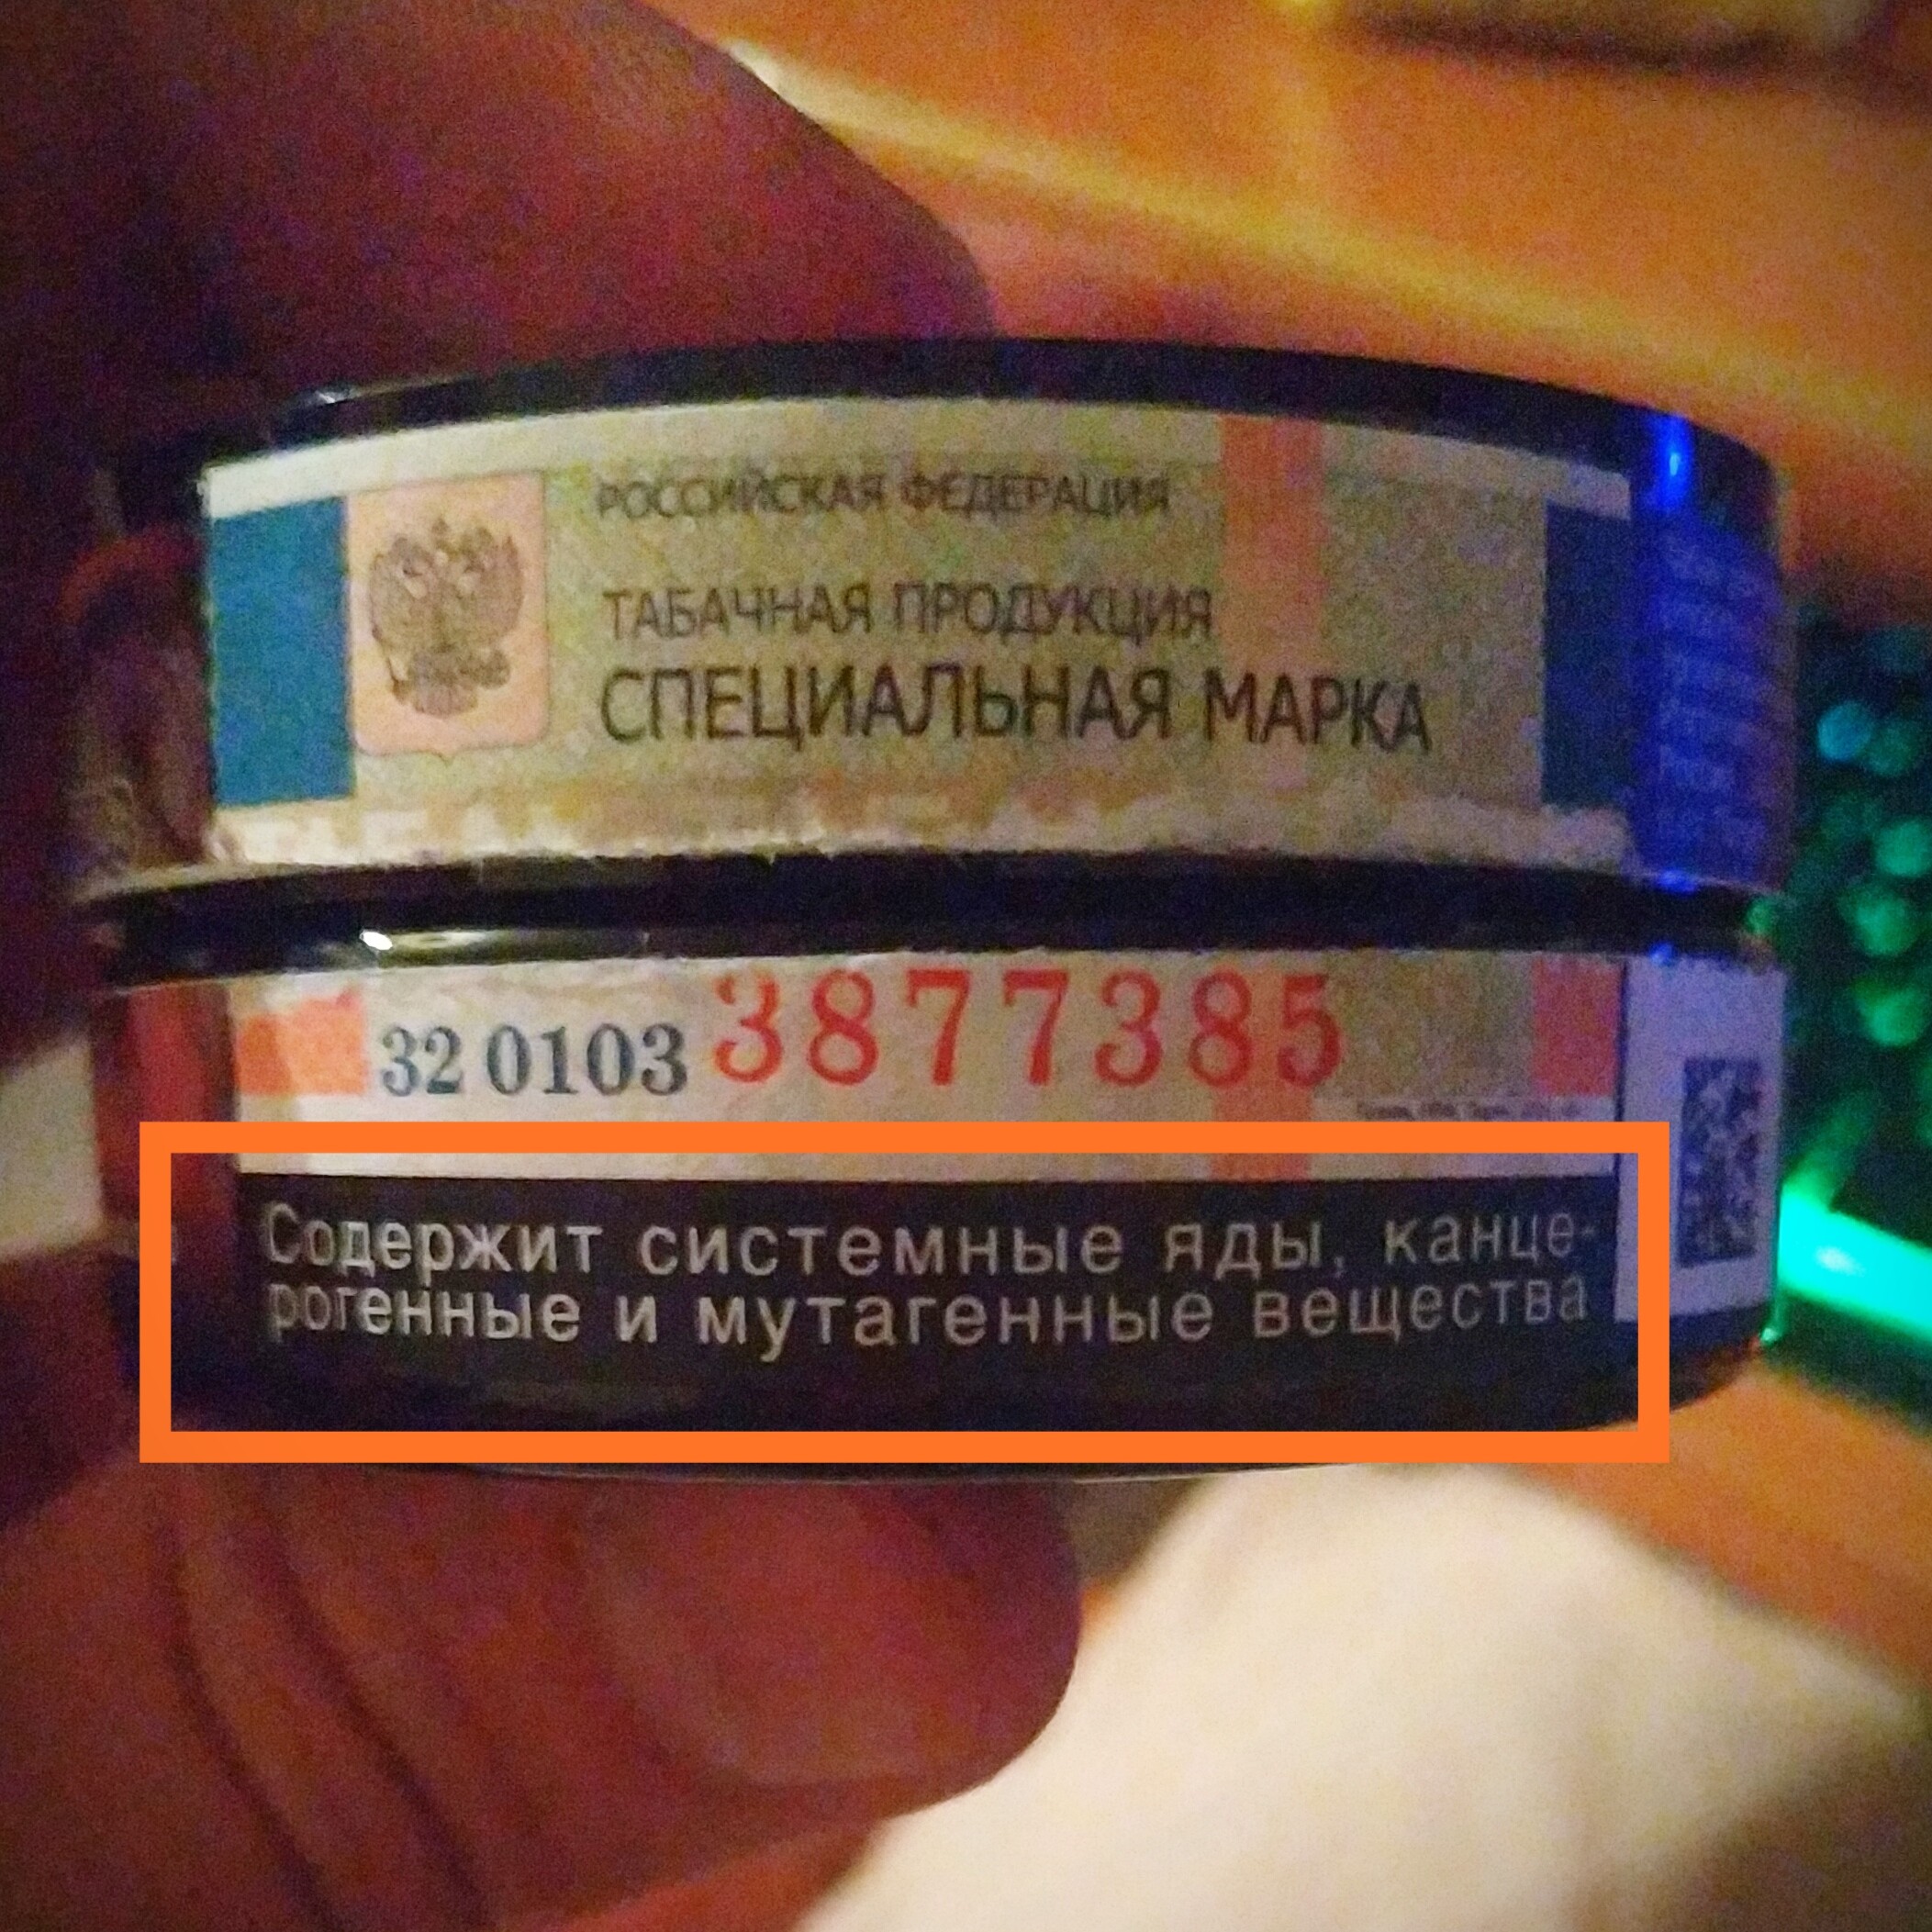 РОССИЙСКАЯ ФЕДЕРАЦИЯ
ТАБАЧНАЯ ПРОДУКЦИЯ
СПЕЦИАЛЬНАЯ МАРКА
32 0103 3877385
Содержит системные яды, канце-
рогенные и мутагенные вещества